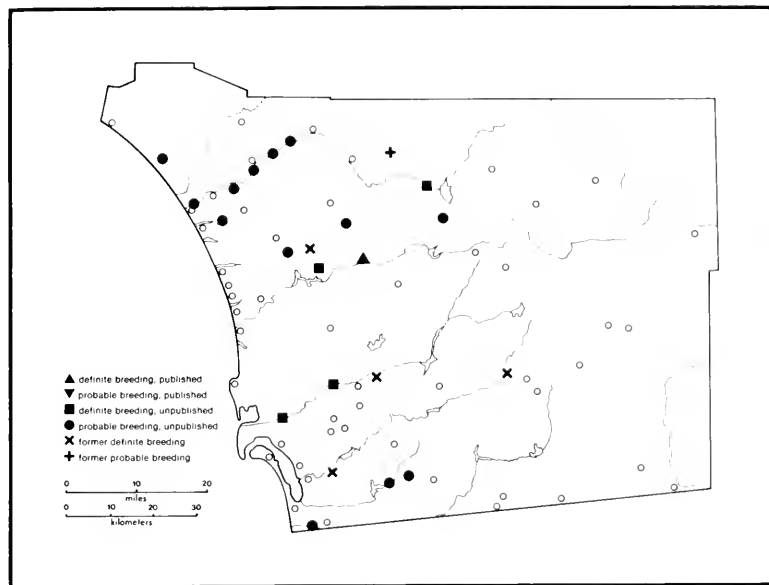 definite breeding, published
probable breeding, published
definite breeding, unpublished
probable breeding, unpublished
former definite breeding
former probable breeding
0 10 20
miles
0 10 20 30
kilometers